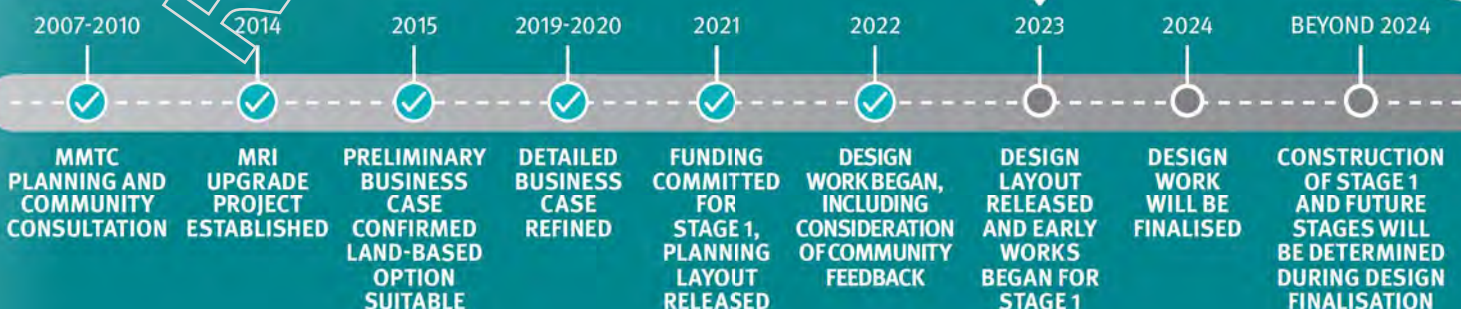 2007-2010
2014
2015
2019-2020
2021
2022
2023
2024
BEYOND 2024
MMTC
PLANNING AND
COMMUNITY
CONSULTATION
MRI
UPGRADE
PROJECT
ESTABLISHED
PRELIMINARY
BUSINESS
CASE
CONFIRMED
LAND-BASED
OPTION
SUITABLE
DETAILED
BUSINESS
CASE
REFINED
FUNDING
COMMITTED
FOR
STAGE 1,
PLANNING
LAYOUT
RELEASED
DESIGN
WORK BEGAN,
INCLUDING
CONSIDERATION
OF COMMUNITY
FEEDBACK
DESIGN
LAYOUT
RELEASED
AND EARLY
WORKS
BEGAN FOR
STAGE 1
DESIGN
WORK
WILL BE
FINALISED
CONSTRUCTION
OF STAGE 1
AND FUTURE
STAGES WILL
BE DETERMINED
DURING DESIGN
FINALISATION